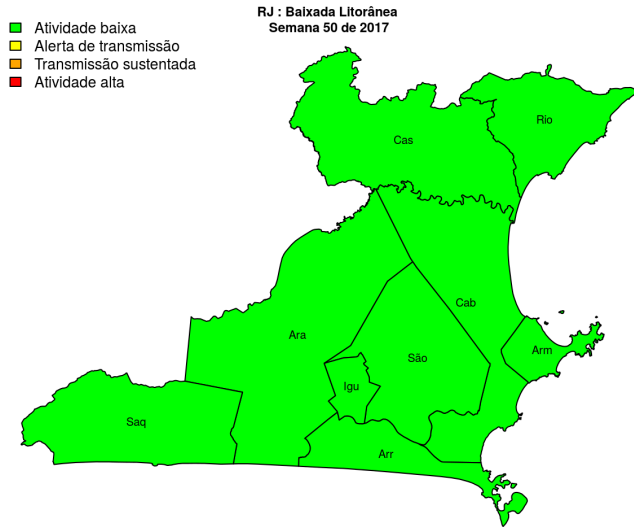 RJ : Baixada Litorânea
Semana 50 de 2017
Atividade baixa
Alerta de transmissão
Transmissão sustentada
Atividade alta
Rio
Cas
Cab
Ara
Arm
São
Igu
Saq
Arr